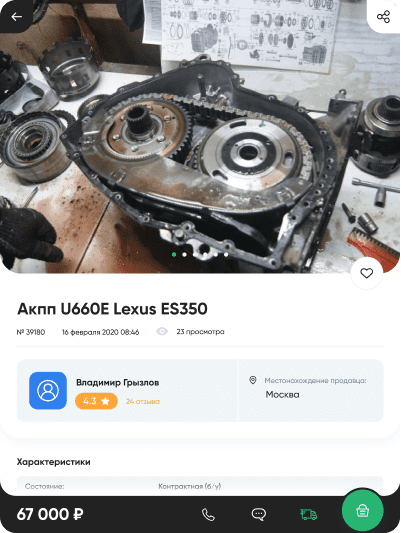 Акпп U660E Lexus ES350
№ 39180 16 февраля 2020 08:46 23 просмотра
Владимир Грызлов
4.3 24 отзыва
Местонахождение продавца:
Москва
Характеристики
Состояние: Контрактная (б/у)
67 000 ₽